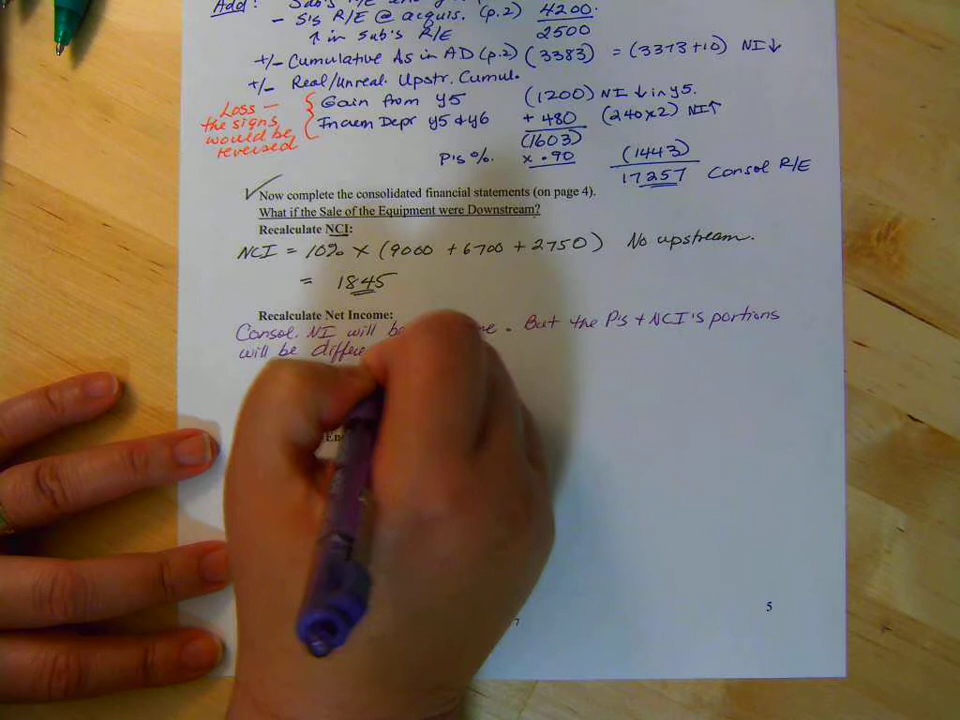 Add:
- S's R/E @ acquis. (p.2) 4200.
↑ in Sub's R/E 2500
+/- Cumulative Δs in AD (p.2) (3383) = (3373+10) NI↓
+/- Real/Unreal. Upstr. Cumul.
Loss — the signs would be reversed
Gain from Y5 (1200) NI ↓ in y5.
Increm Depr y5 & y6 + 480 (240x2) NI↑
(1603)
P's % x .90 (1443)
17257 Consol R/E
Now complete the consolidated financial statements (on page 4).
What if the Sale of the Equipment were Downstream?
Recalculate NCI:
NCI = 10% x (9000 + 6700 + 2750) No upstream.
= 1845
Recalculate Net Income:
Consol. NI will . But the P's + NCI's portions
will be
5
7